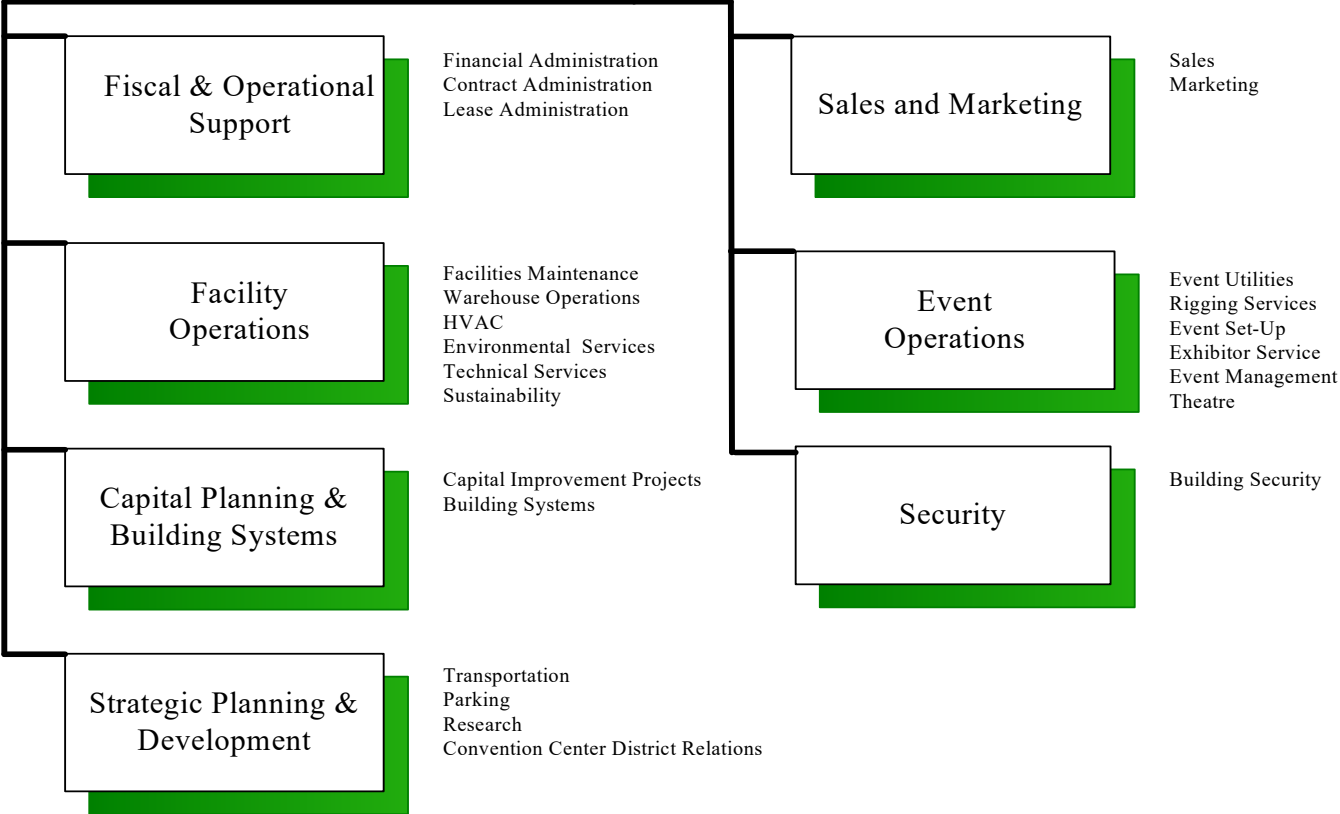 Fiscal & Operational
Support
Financial Administration
Contract Administration
Lease Administration
Facility
Operations
Facilities Maintenance
Warehouse Operations
HVAC
Environmental  Services
Technical Services
Sustainability
Capital Planning &
Building Systems
Capital Improvement Projects
Building Systems
Strategic Planning &
Development
Transportation
Parking
Research
Convention Center District Relations
Sales and Marketing
Sales
Marketing
Event
Operations
Event Utilities
Rigging Services
Event Set-Up
Exhibitor Service
Event Management
Theatre
Security
Building Security